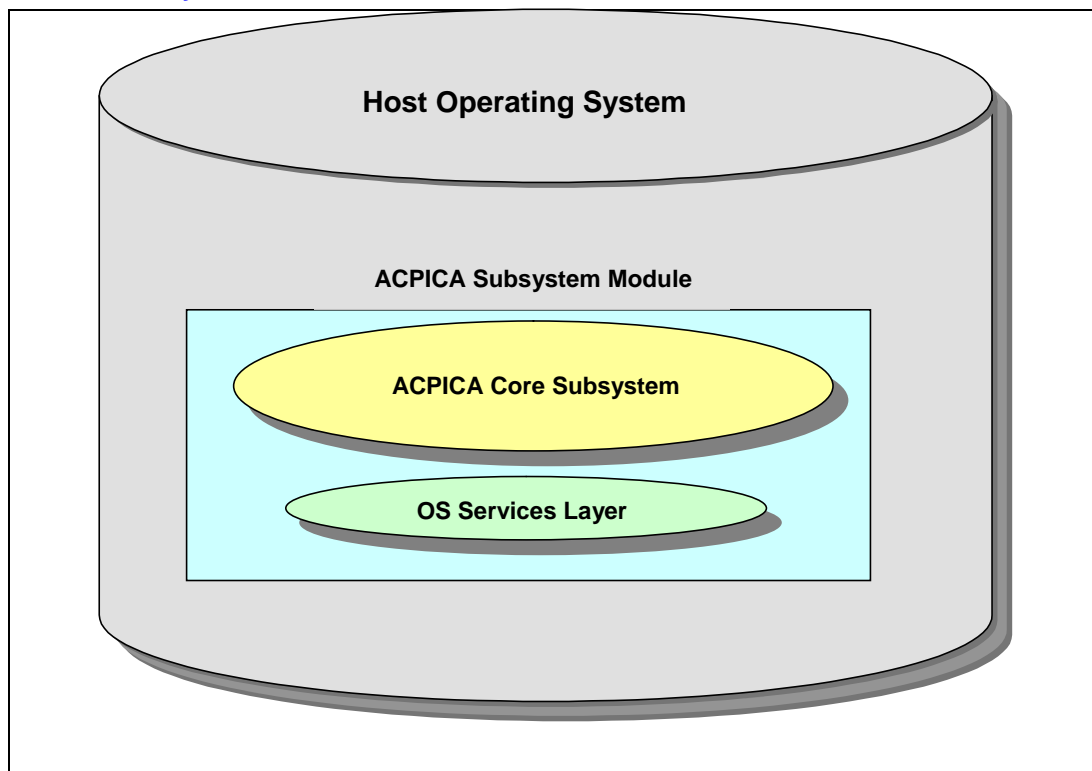 Host Operating System
ACPICA Subsystem Module
ACPICA Core Subsystem
OS Services Layer